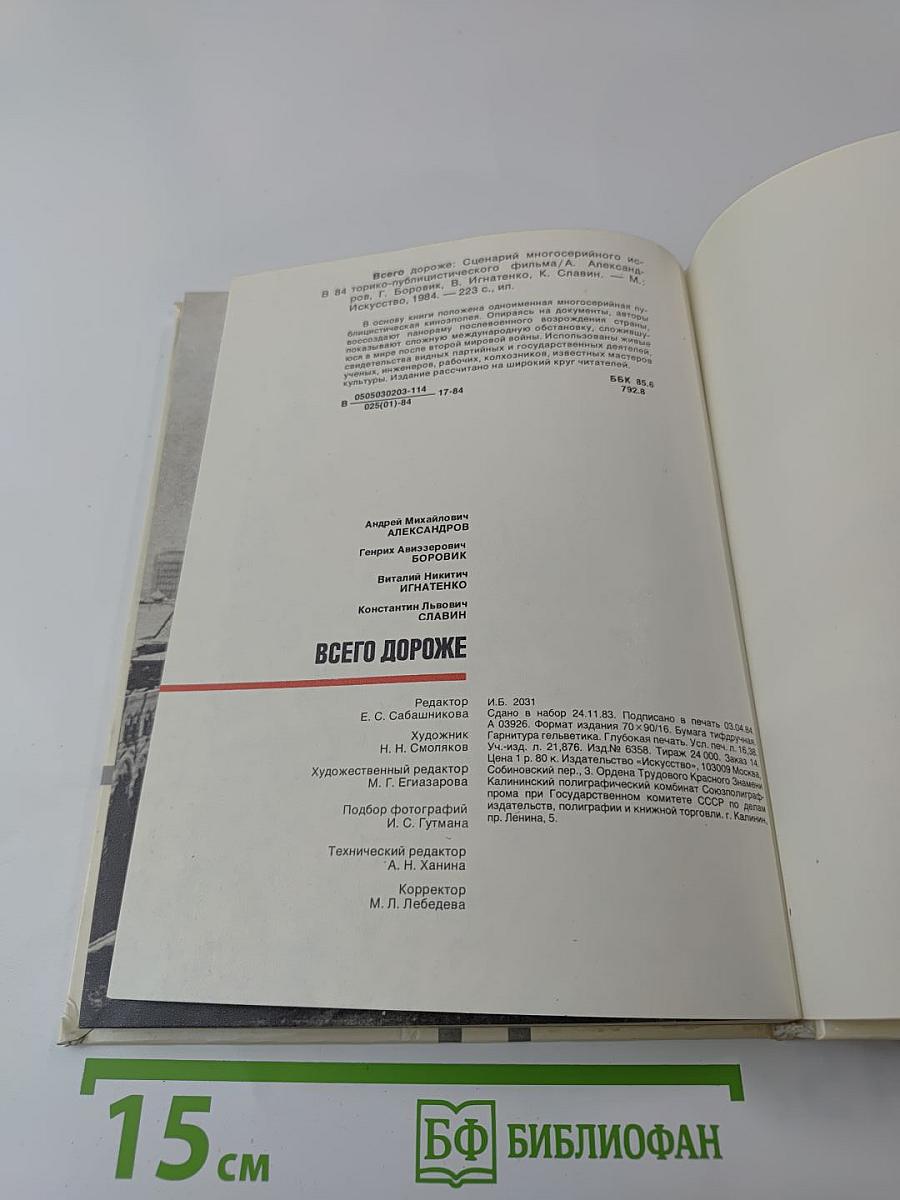 Всего дороже: Сценарий многосерийного ис-
В 84 торико-публицистического фильма/А. Александ-
ров, Г. Боровик, В. Игнатенко, К. Славин. — М.:
Искусство, 1984. — 223 с., ил.
В основу книги положена одноименная многосерийная пу-
блицистическая киноэпопея. Опираясь на документы, авторы
воссоздают панораму послевоенного возрождения страны,
показывают сложную международную обстановку, сложившу-
юся в мире после второй мировой войны. Использованы живые
свидетельства видных партийных и государственных деятелей,
ученых, инженеров, рабочих, колхозников, известных мастеров
культуры. Издание рассчитано на широкий круг читателей.
В 0505030203-114 17-84
025(01)-84
ББК 85.6
792.8
Андрей Михайлович
АЛЕКСАНДРОВ
Генрих Авиэзерович
БОРОВИК
Виталий Никитич
ИГНАТЕНКО
Константин Львович
СЛАВИН
ВСЕГО ДОРОЖЕ
Редактор
Е. С. Сабашникова
Художник
Н. Н. Смоляков
Художественный редактор
М. Г. Егиазарова
Подбор фотографий
И. С. Гутмана
Технический редактор
А. Н. Ханина
Корректор
М. Л. Лебедева
И.Б. 2031
Сдано в набор 24.11.83. Подписано в печать 03.04.84.
А 03926. Формат издания 70×90/16. Бумага тифдручная.
Гарнитура гельветика. Глубокая печать. Усл. печ. л. 16,38.
Уч.-изд. л. 21,876. Изд.№ 6358. Тираж 24 000. Заказ 14.
Цена 1 р. 80 к. Издательство «Искусство», 103009 Москва,
Собиновский пер., 3. Ордена Трудового Красного Знамени
Калининский полиграфический комбинат Союзполиграф-
прома при Государственном комитете СССР по делам
издательств, полиграфии и книжной торговли. г. Калинин,
пр. Ленина, 5.
15 см
БФ БИБЛИОФАН